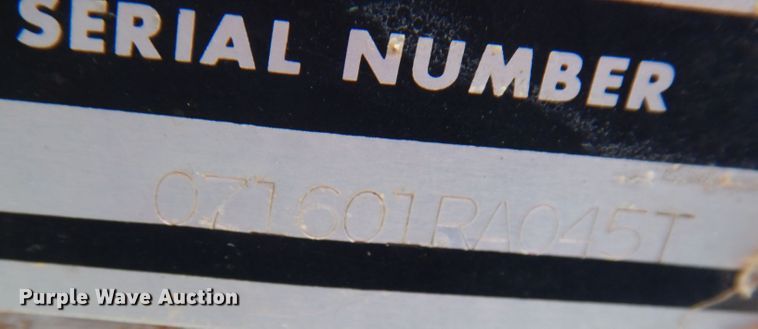 SERIAL NUMBER
071601RA045T
Purple Wave Auction